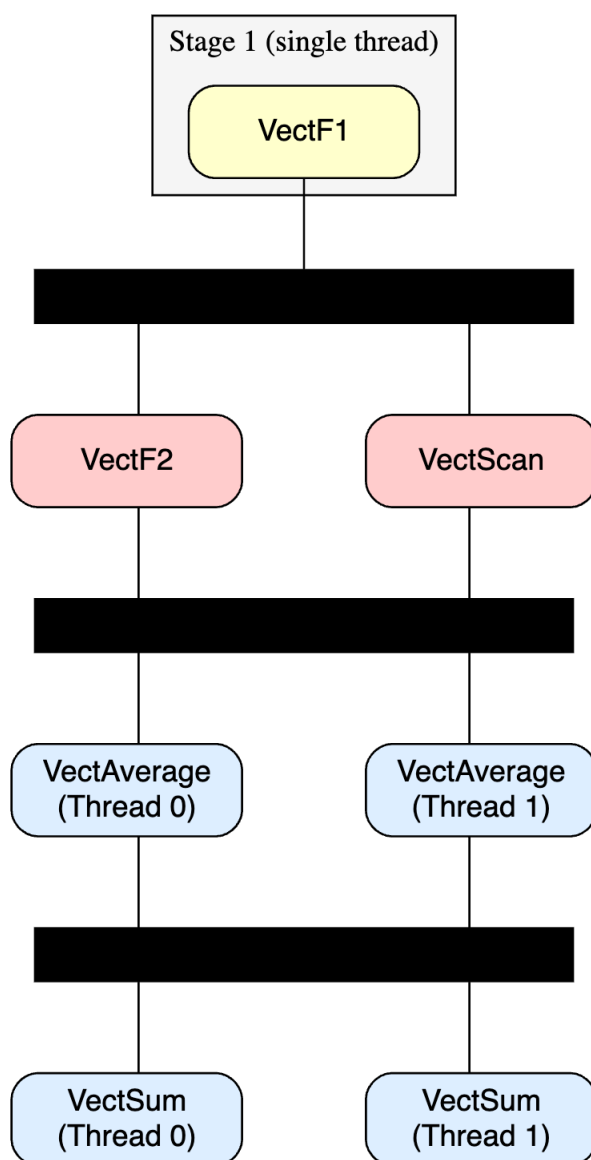 Stage 1 (single thread)
VectF1
VectF2
VectScan
VectAverage
(Thread 0)
VectAverage
(Thread 1)
VectSum
(Thread 0)
VectSum
(Thread 1)